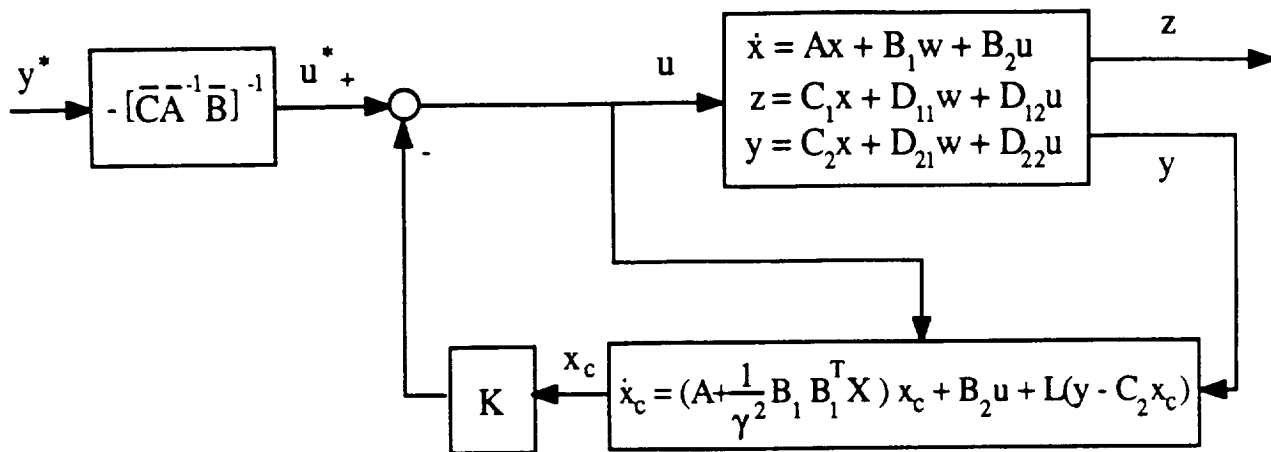 y*
- [C̄Ā⁻¹B̄]⁻¹
u*
+
-
u
ẋ = Ax + B₁w + B₂u
z = C₁x + D₁₁w + D₁₂u
y = C₂x + D₂₁w + D₂₂u
z
y
K
x_c
ẋ_c = (A+ 1/γ² B₁ B₁ᵀ X ) x_c + B₂u + L(y - C₂x_c)